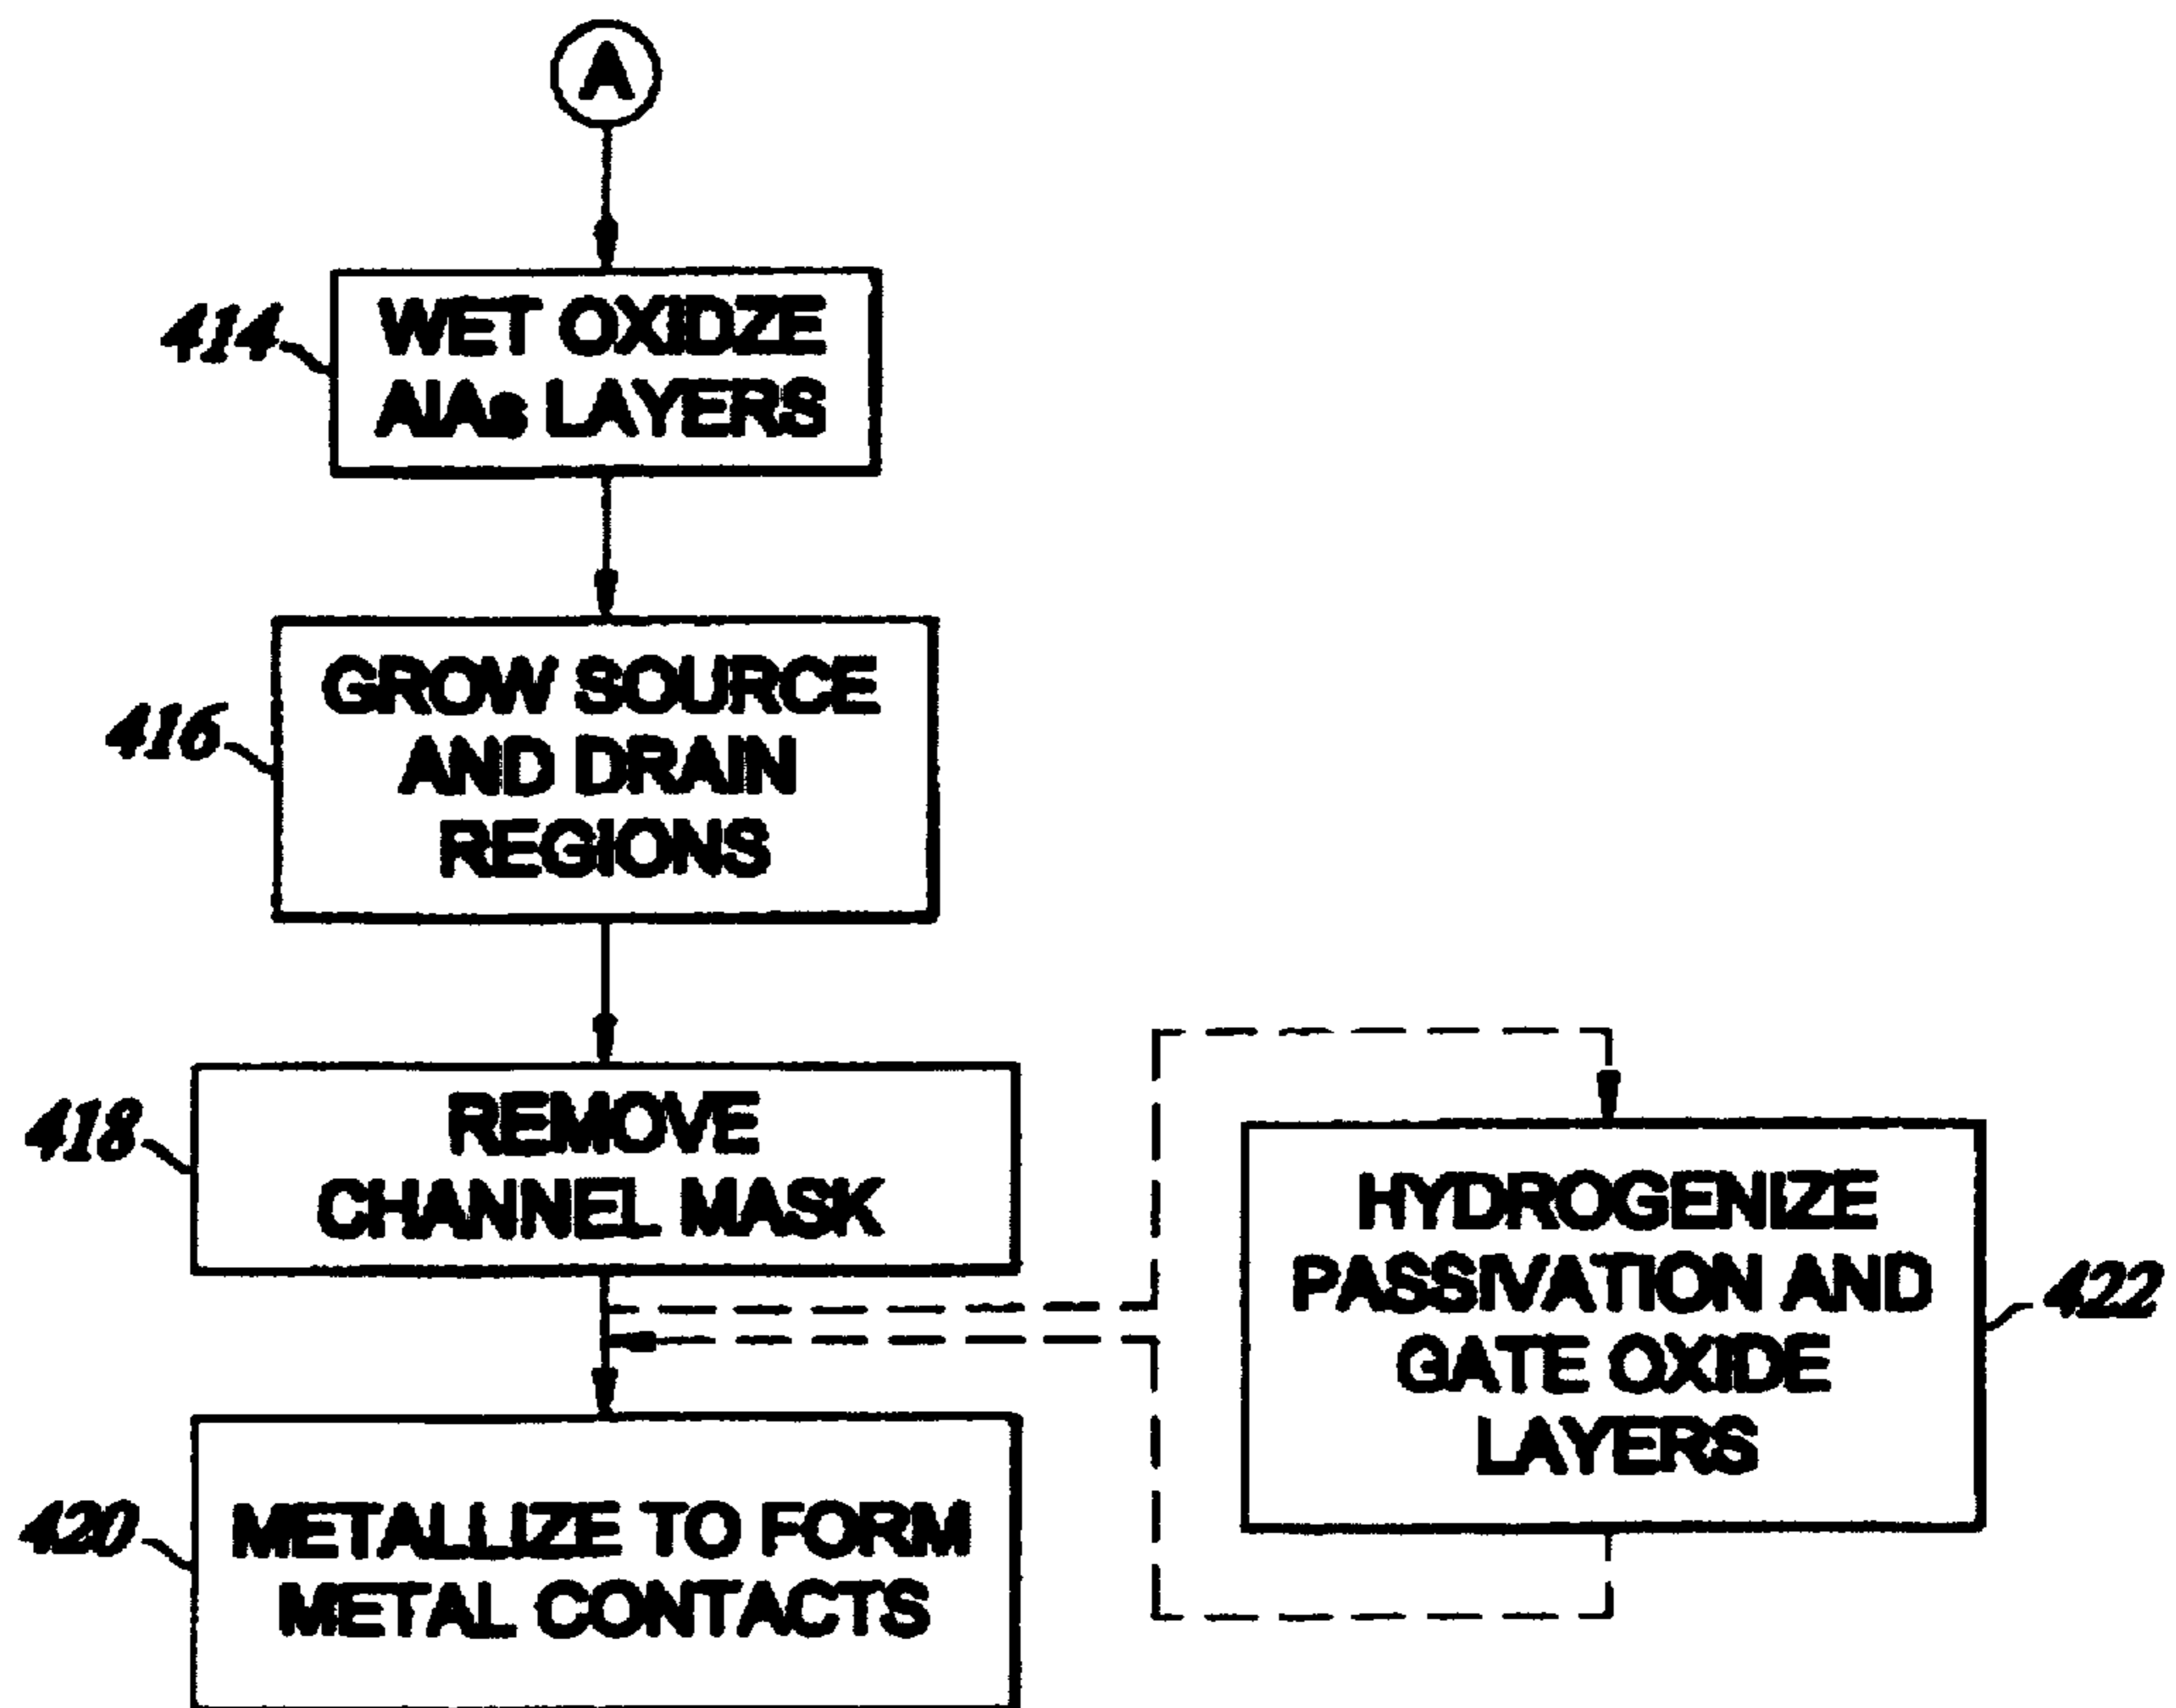 A
414
WET OXIDZE
AlAs LAYERS
416
GROW SOURCE
AND DRAIN
REGIONS
418
REMOVE
CHANNEL MASK
HYDROGENIZE
PASSIVATION AND
GATE OXIDE
LAYERS
422
420
METALLIZE TO FORM
METAL CONTACTS